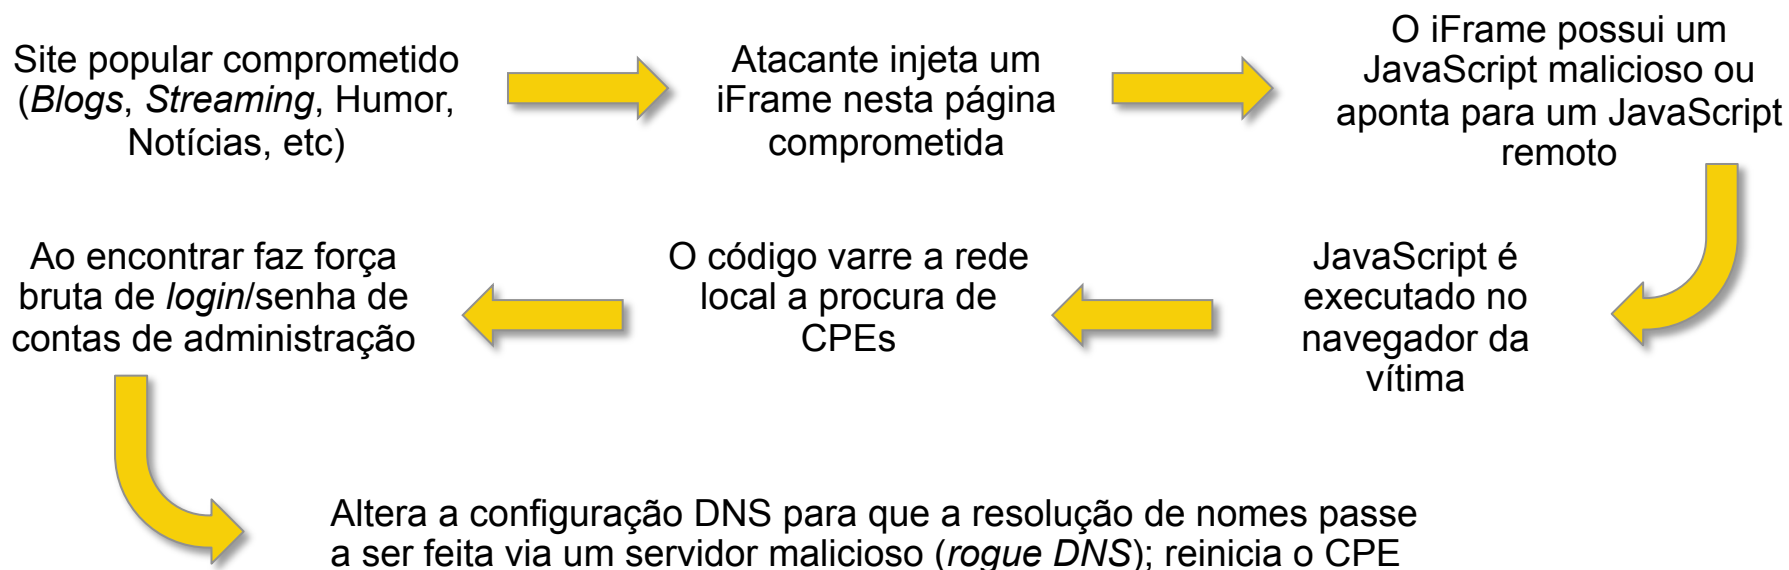 Site popular comprometido
(Blogs, Streaming, Humor,
Notícias, etc)
Atacante injeta um
iFrame nesta página
comprometida
O iFrame possui um
JavaScript malicioso ou
aponta para um JavaScript
remoto
JavaScript é
executado no
navegador da
vítima
O código varre a rede
local a procura de
CPEs
Ao encontrar faz força
bruta de login/senha de
contas de administração
Altera a configuração DNS para que a resolução de nomes passe
a ser feita via um servidor malicioso (rogue DNS); reinicia o CPE